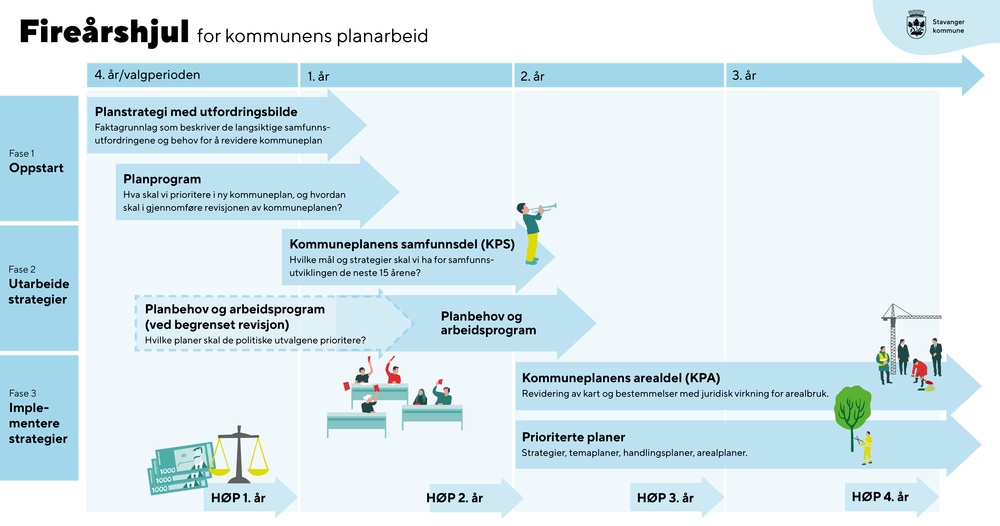 Fireårshjul for kommunens planarbeid
Stavanger
kommune
4. år/valgperioden
1. år
2. år
3. år
Fase 1
Oppstart
Planstrategi med utfordringsbilde
Faktagrunnlag som beskriver de langsiktige samfunns-
utfordringene og behov for å revidere kommuneplan
Planprogram
Hva skal vi prioritere i ny kommuneplan, og hvordan
skal i gjennomføre revisjonen av kommuneplanen?
Fase 2
Utarbeide
strategier
Kommuneplanens samfunnsdel (KPS)
Hvilke mål og strategier skal vi ha for samfunns-
utviklingen de neste 15 årene?
Planbehov og arbeidsprogram
(ved begrenset revisjon)
Hvilke planer skal de politiske utvalgene prioritere?
Planbehov og
arbeidsprogram
Fase 3
Imple-
mentere
strategier
Kommuneplanens arealdel (KPA)
Revidering av kart og bestemmelser med juridisk virkning for arealbruk.
Prioriterte planer
Strategier, temaplaner, handlingsplaner, arealplaner.
NORGES BANK
1000
NORGES BANK
1000
NORGES BANK
1000
HØP 1. år
HØP 2. år
HØP 3. år
HØP 4. år